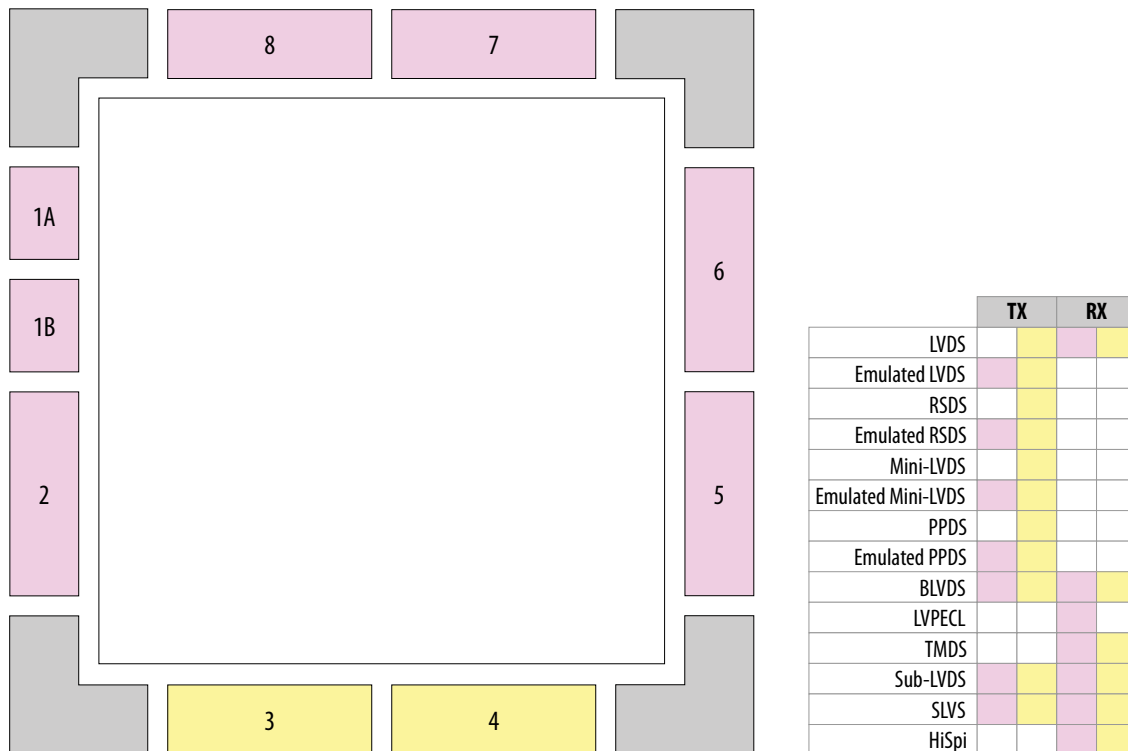 8
7
1A
6
1B
2
5
3
4
TX RX
LVDS
Emulated LVDS
RSDS
Emulated RSDS
Mini-LVDS
Emulated Mini-LVDS
PPDS
Emulated PPDS
BLVDS
LVPECL
TMDS
Sub-LVDS
SLVS
HiSpi